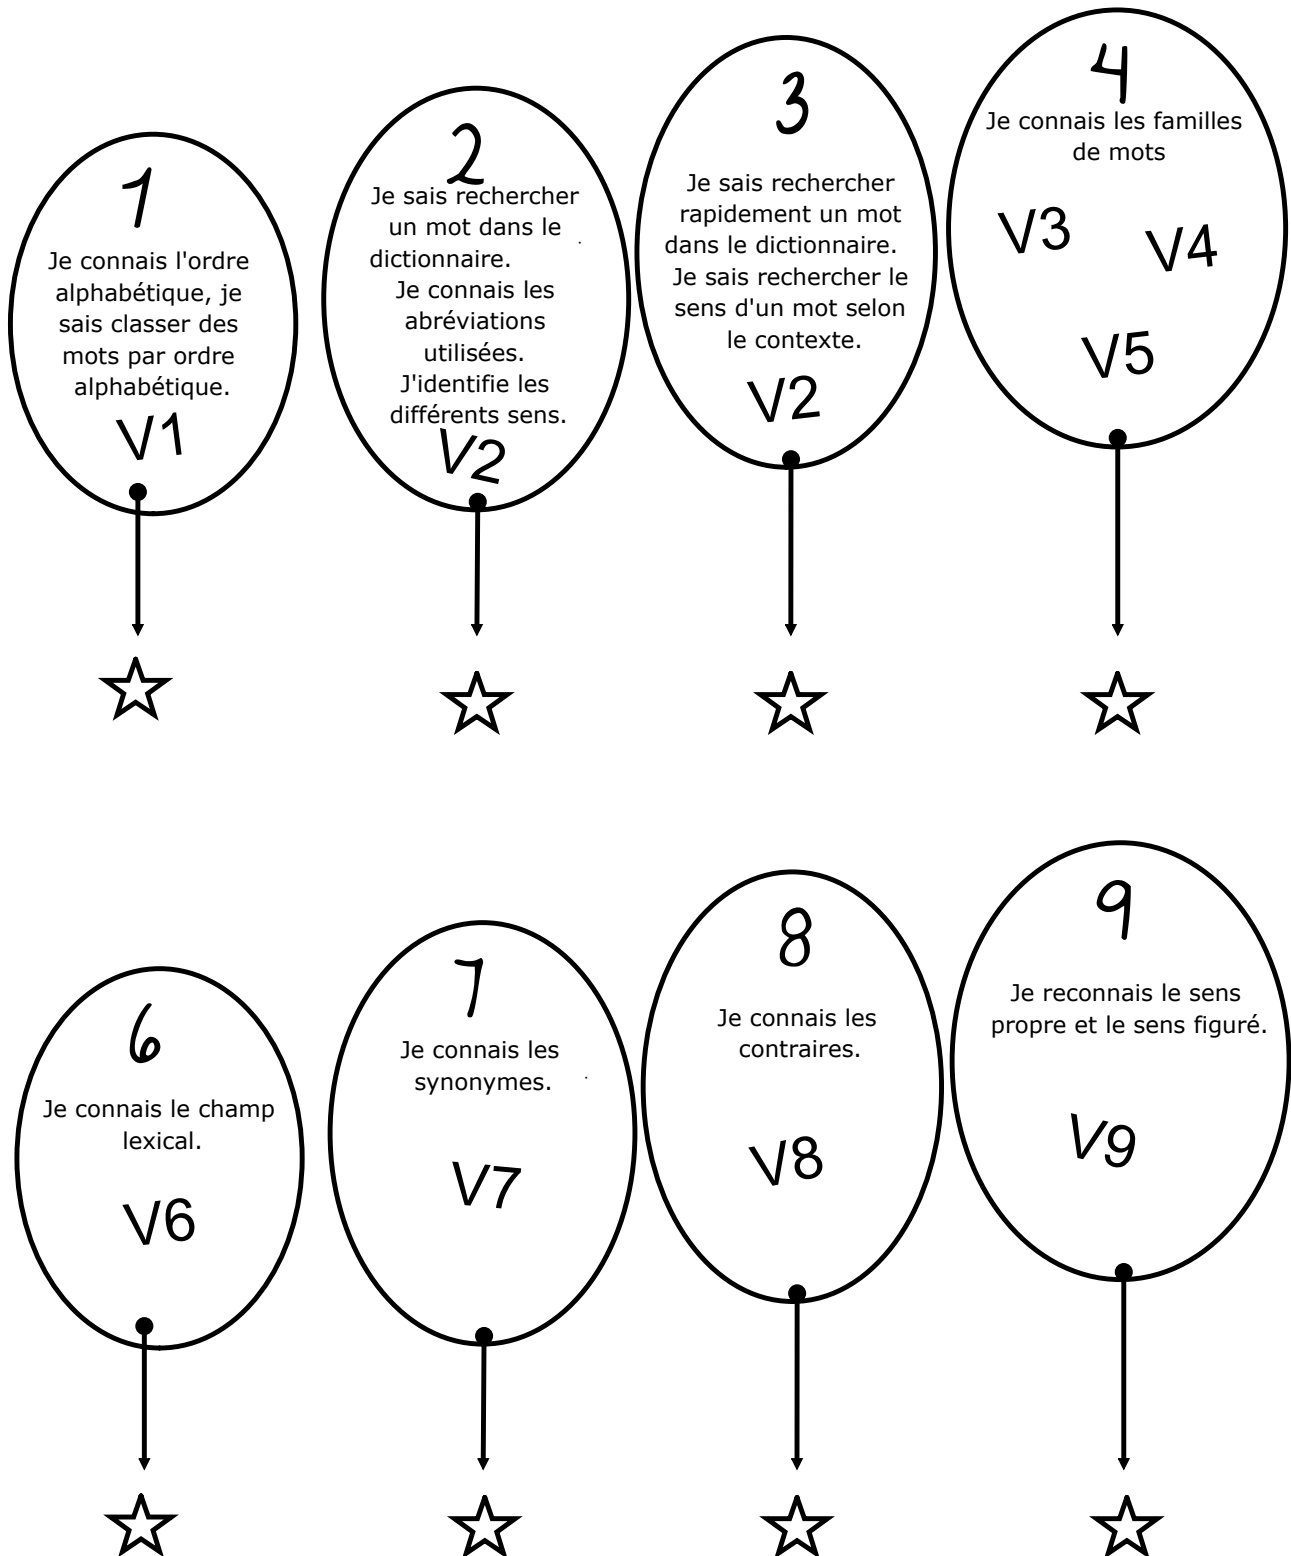 1
Je connais l'ordre
alphabétique, je
sais classer des
mots par ordre
alphabétique.
V1
2
Je sais rechercher
un mot dans le
dictionnaire.
Je connais les
abréviations
utilisées.
J'identifie les
différents sens.
V2
3
Je sais rechercher
rapidement un mot
dans le dictionnaire.
Je sais rechercher le
sens d'un mot selon
le contexte.
V2
4
Je connais les familles
de mots
V3
V4
V5
6
Je connais le champ
lexical.
V6
7
Je connais les
synonymes.
V7
8
Je connais les
contraires.
V8
9
Je reconnais le sens
propre et le sens figuré.
V9